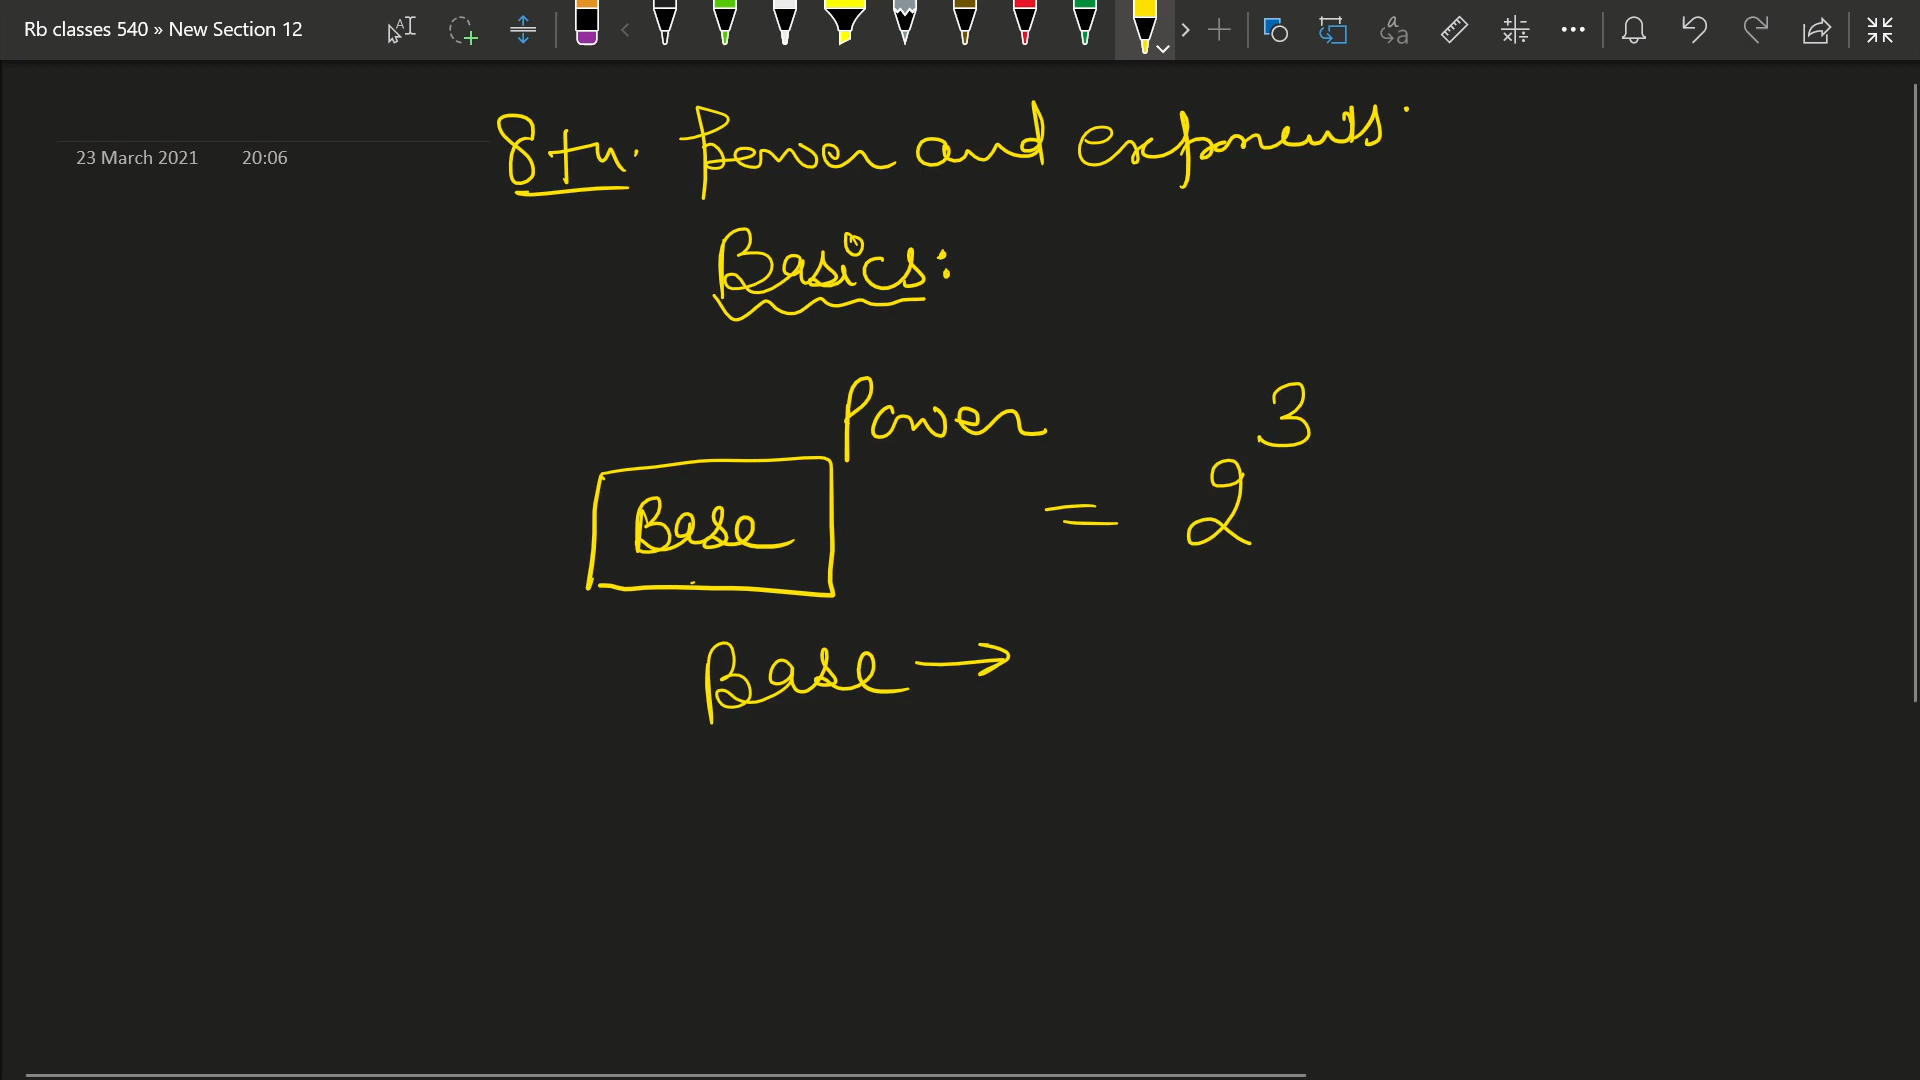 Rb classes 540 » New Section 12
23 March 2021 20:06
8th. Power and exponents.
Basics:
Base^Power = 2^3
Base →